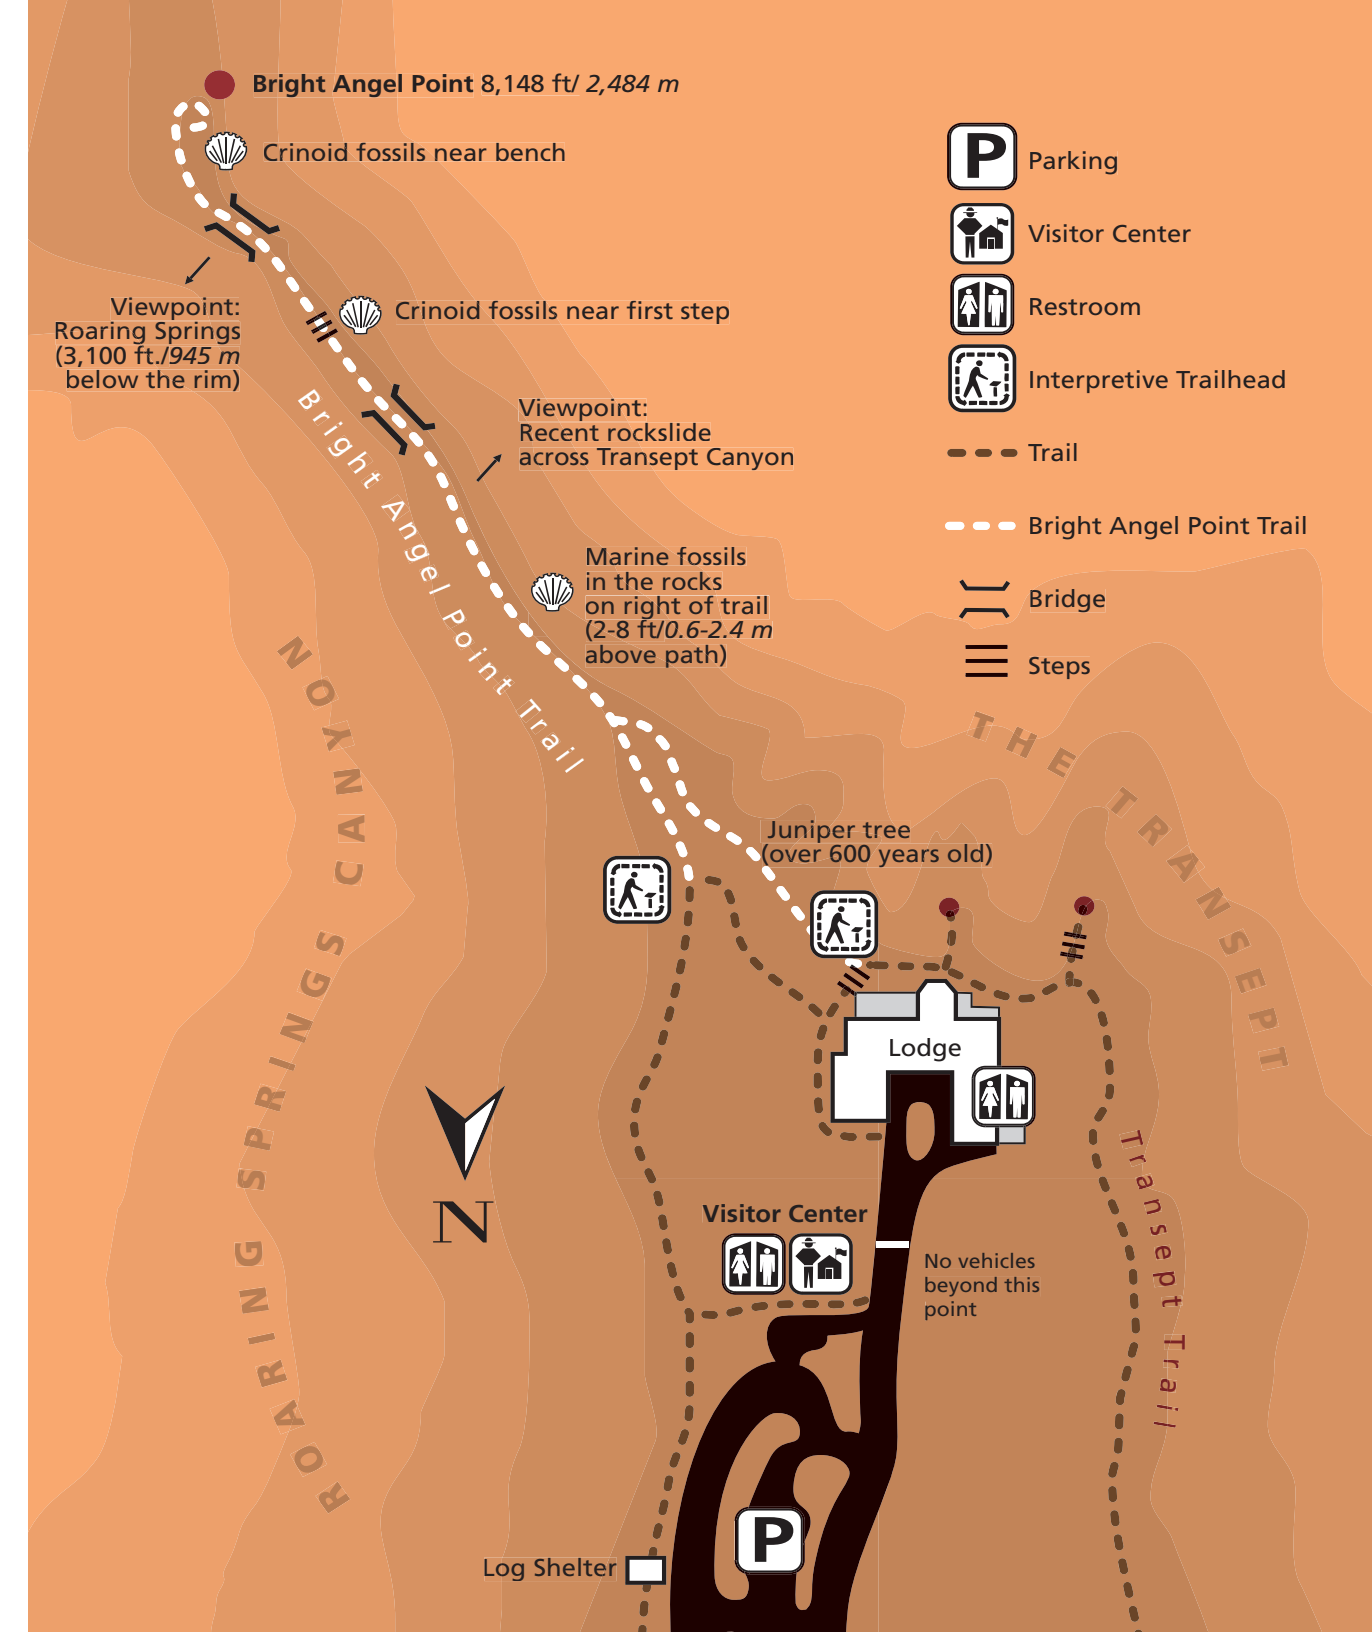 Bright Angel Point 8,148 ft/ 2,484 m
Crinoid fossils near bench
Viewpoint:
Roaring Springs
(3,100 ft./945 m
below the rim)
Crinoid fossils near first step
Viewpoint:
Recent rockslide
across Transept Canyon
Bright Angel Point Trail
Marine fossils
in the rocks
on right of trail
(2-8 ft/0.6-2.4 m
above path)
P
Parking
Visitor Center
Restroom
Interpretive Trailhead
Trail
Bright Angel Point Trail
Bridge
Steps
THE TRANSEPT
ROARING SPRINGS CANYON
Juniper tree
(over 600 years old)
Lodge
N
Transept Trail
Visitor Center
No vehicles
beyond this
point
P
Log Shelter